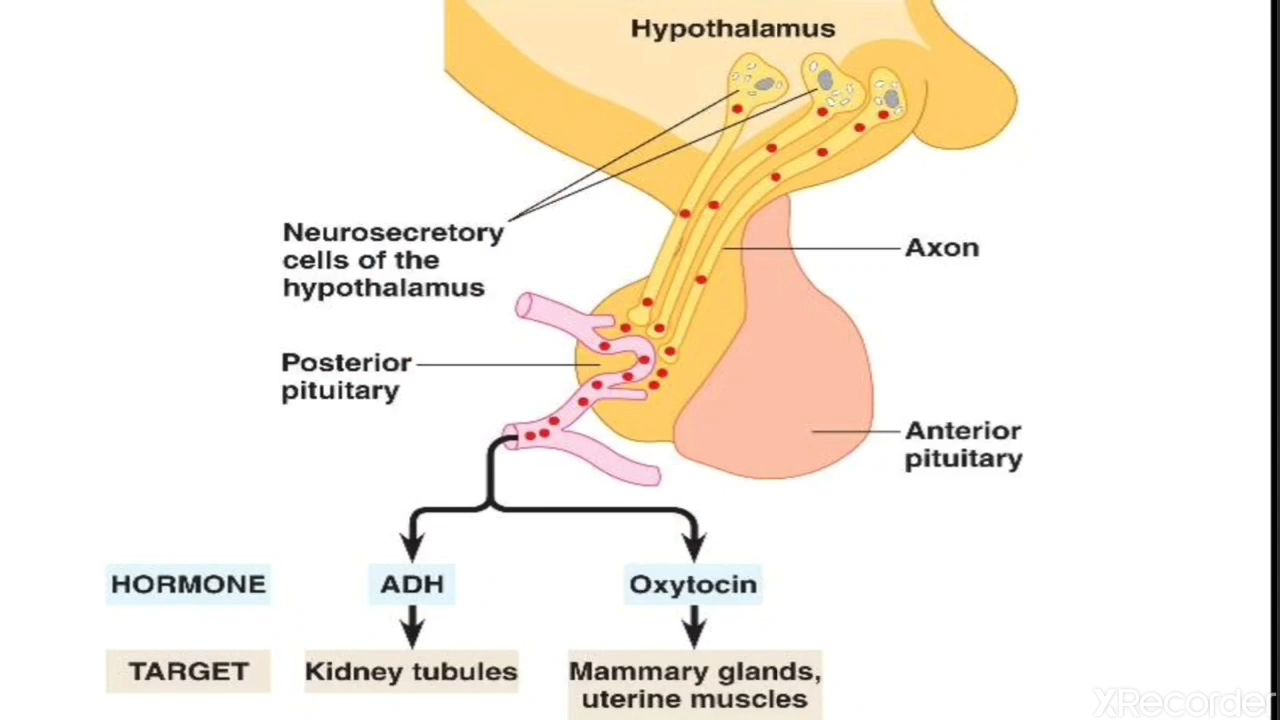 Hypothalamus
Neurosecretory
cells of the
hypothalamus
Axon
Posterior
pituitary
Anterior
pituitary
HORMONE
ADH
Oxytocin
TARGET
Kidney tubules
Mammary glands,
uterine muscles
XRecorder